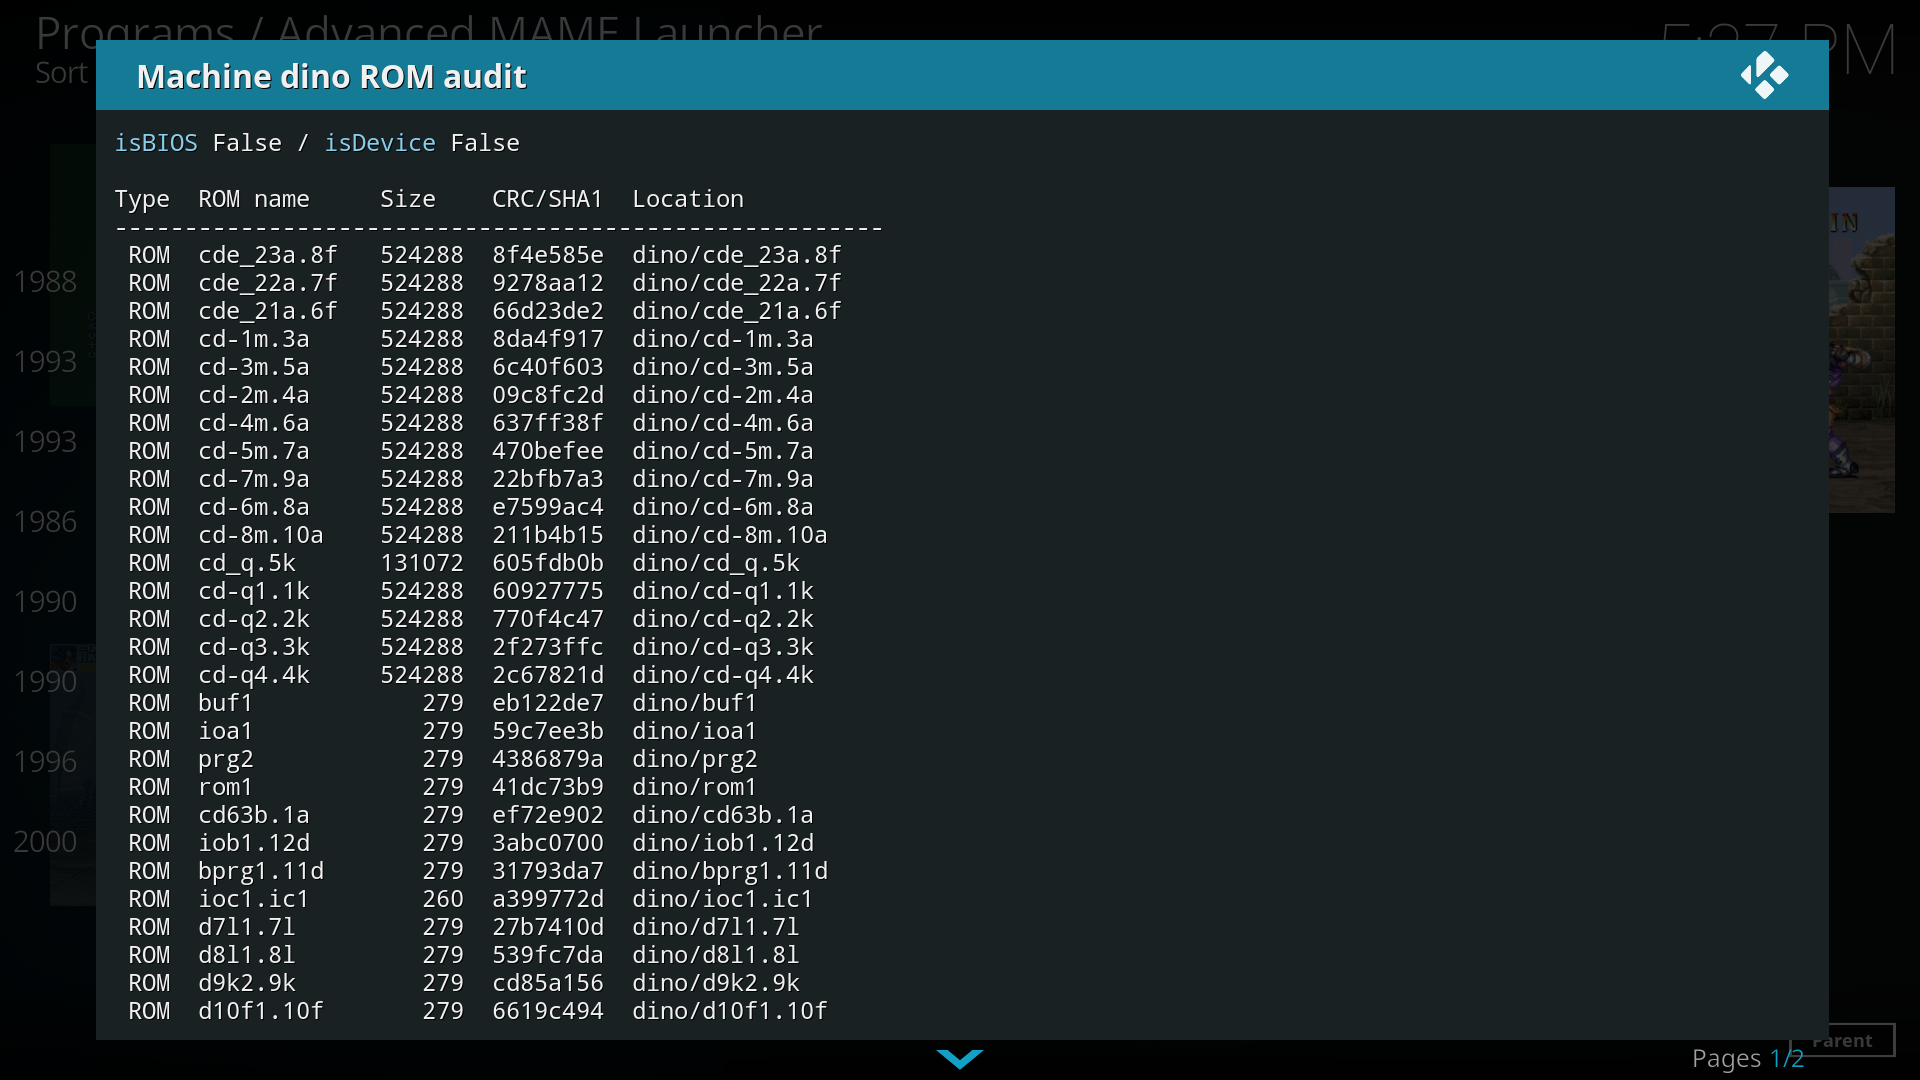 Programs / Advanced MAME Launcher
Sort
5:27 PM
Machine dino ROM audit
isBIOS False / isDevice False
Type  ROM name     Size    CRC/SHA1  Location
-------------------------------------------------------
ROM  cde_23a.8f   524288  8f4e585e  dino/cde_23a.8f
ROM  cde_22a.7f   524288  9278aa12  dino/cde_22a.7f
ROM  cde_21a.6f   524288  66d23de2  dino/cde_21a.6f
ROM  cd-1m.3a     524288  8da4f917  dino/cd-1m.3a
ROM  cd-3m.5a     524288  6c40f603  dino/cd-3m.5a
ROM  cd-2m.4a     524288  09c8fc2d  dino/cd-2m.4a
ROM  cd-4m.6a     524288  637ff38f  dino/cd-4m.6a
ROM  cd-5m.7a     524288  470befee  dino/cd-5m.7a
ROM  cd-7m.9a     524288  22bfb7a3  dino/cd-7m.9a
ROM  cd-6m.8a     524288  e7599ac4  dino/cd-6m.8a
ROM  cd-8m.10a    524288  211b4b15  dino/cd-8m.10a
ROM  cd_q.5k      131072  605fdb0b  dino/cd_q.5k
ROM  cd-q1.1k     524288  60927775  dino/cd-q1.1k
ROM  cd-q2.2k     524288  770f4c47  dino/cd-q2.2k
ROM  cd-q3.3k     524288  2f273ffc  dino/cd-q3.3k
ROM  cd-q4.4k     524288  2c67821d  dino/cd-q4.4k
ROM  buf1            279  eb122de7  dino/buf1
ROM  ioa1            279  59c7ee3b  dino/ioa1
ROM  prg2            279  4386879a  dino/prg2
ROM  rom1            279  41dc73b9  dino/rom1
ROM  cd63b.1a        279  ef72e902  dino/cd63b.1a
ROM  iob1.12d        279  3abc0700  dino/iob1.12d
ROM  bprg1.11d       279  31793da7  dino/bprg1.11d
ROM  ioc1.ic1        260  a399772d  dino/ioc1.ic1
ROM  d7l1.7l         279  27b7410d  dino/d7l1.7l
ROM  d8l1.8l         279  539fc7da  dino/d8l1.8l
ROM  d9k2.9k         279  cd85a156  dino/d9k2.9k
ROM  d10f1.10f       279  6619c494  dino/d10f1.10f
1988
1993
1993
1986
1990
1990
1996
2000
IN
Parent
Pages 1/2